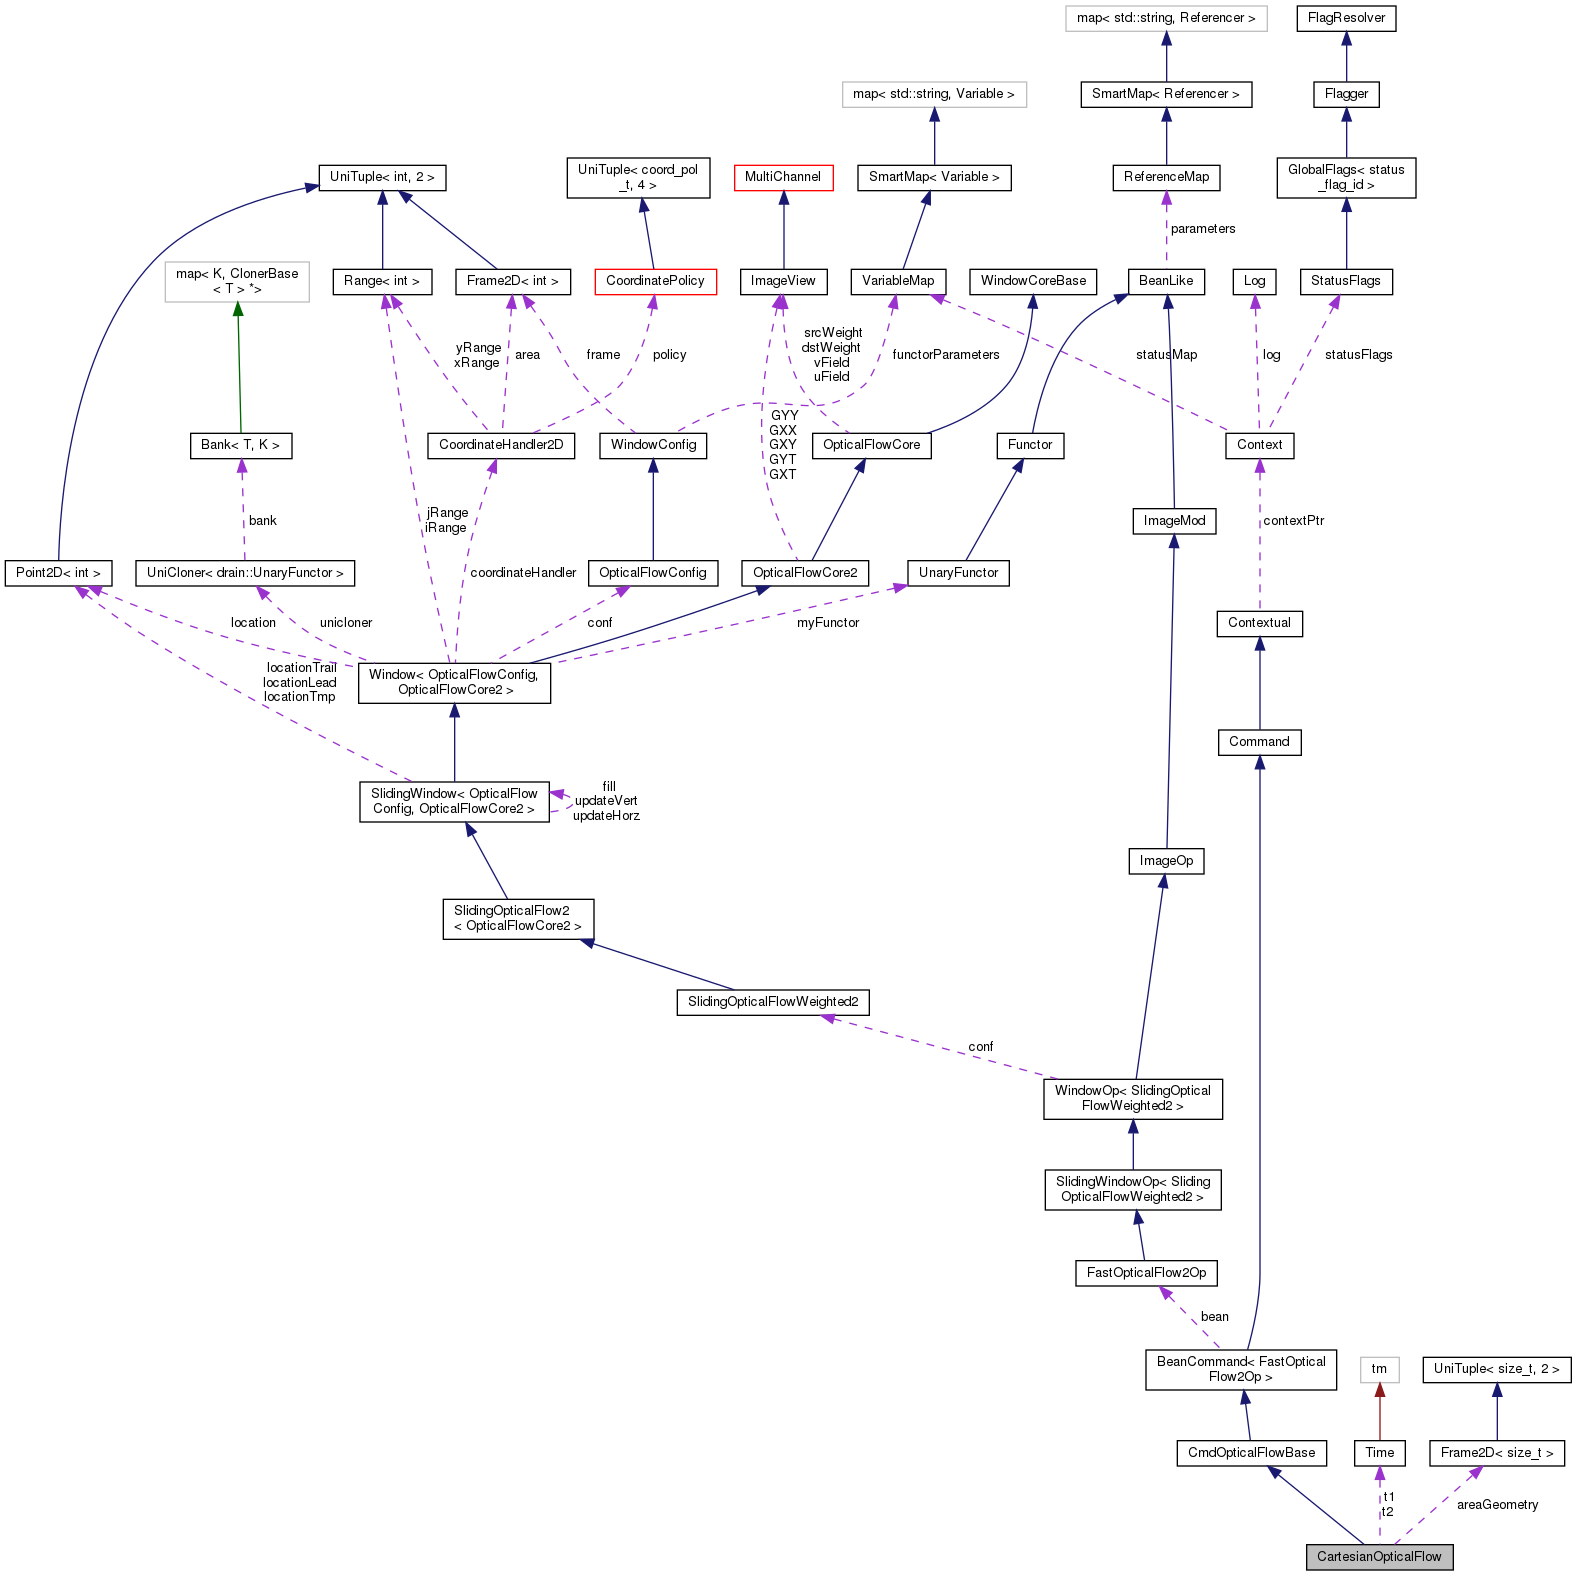 map< std::string, Referencer >
FlagResolver
map< std::string, Variable >
SmartMap< Referencer >
Flagger
UniTuple< int, 2 >
UniTuple< coord_pol
_t, 4 >
MultiChannel
SmartMap< Variable >
ReferenceMap
GlobalFlags< status
_flag_id >
parameters
map< K, ClonerBase
< T > *>
Range< int >
Frame2D< int >
CoordinatePolicy
ImageView
VariableMap
WindowCoreBase
BeanLike
Log
StatusFlags
yRange
xRange
area
frame
policy
srcWeight
dstWeight
vField
uField
functorParameters
statusMap
log
statusFlags
Bank< T, K >
CoordinateHandler2D
WindowConfig
GYY
GXX
GXY
GYT
GXT
OpticalFlowCore
Functor
Context
bank
jRange
iRange
ImageMod
contextPtr
Point2D< int >
UniCloner< drain::UnaryFunctor >
coordinateHandler
OpticalFlowConfig
OpticalFlowCore2
UnaryFunctor
location
unicloner
conf
myFunctor
Contextual
locationTrail
locationLead
locationTmp
Window< OpticalFlowConfig,
OpticalFlowCore2 >
Command
SlidingWindow< OpticalFlow
Config, OpticalFlowCore2 >
fill
updateVert
updateHorz
ImageOp
SlidingOpticalFlow2
< OpticalFlowCore2 >
SlidingOpticalFlowWeighted2
conf
WindowOp< SlidingOptical
FlowWeighted2 >
SlidingWindowOp< Sliding
OpticalFlowWeighted2 >
FastOpticalFlow2Op
bean
BeanCommand< FastOptical
Flow2Op >
tm
UniTuple< size_t, 2 >
CmdOpticalFlowBase
Time
Frame2D< size_t >
t1
t2
areaGeometry
CartesianOpticalFlow